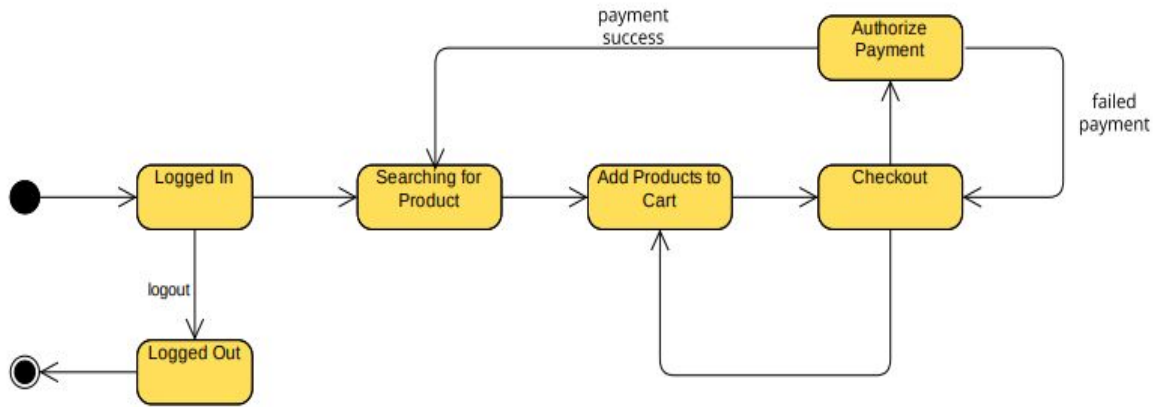 payment
success
Authorize
Payment
failed
payment
Logged In
Searching for
Product
Add Products to
Cart
Checkout
logout
Logged Out